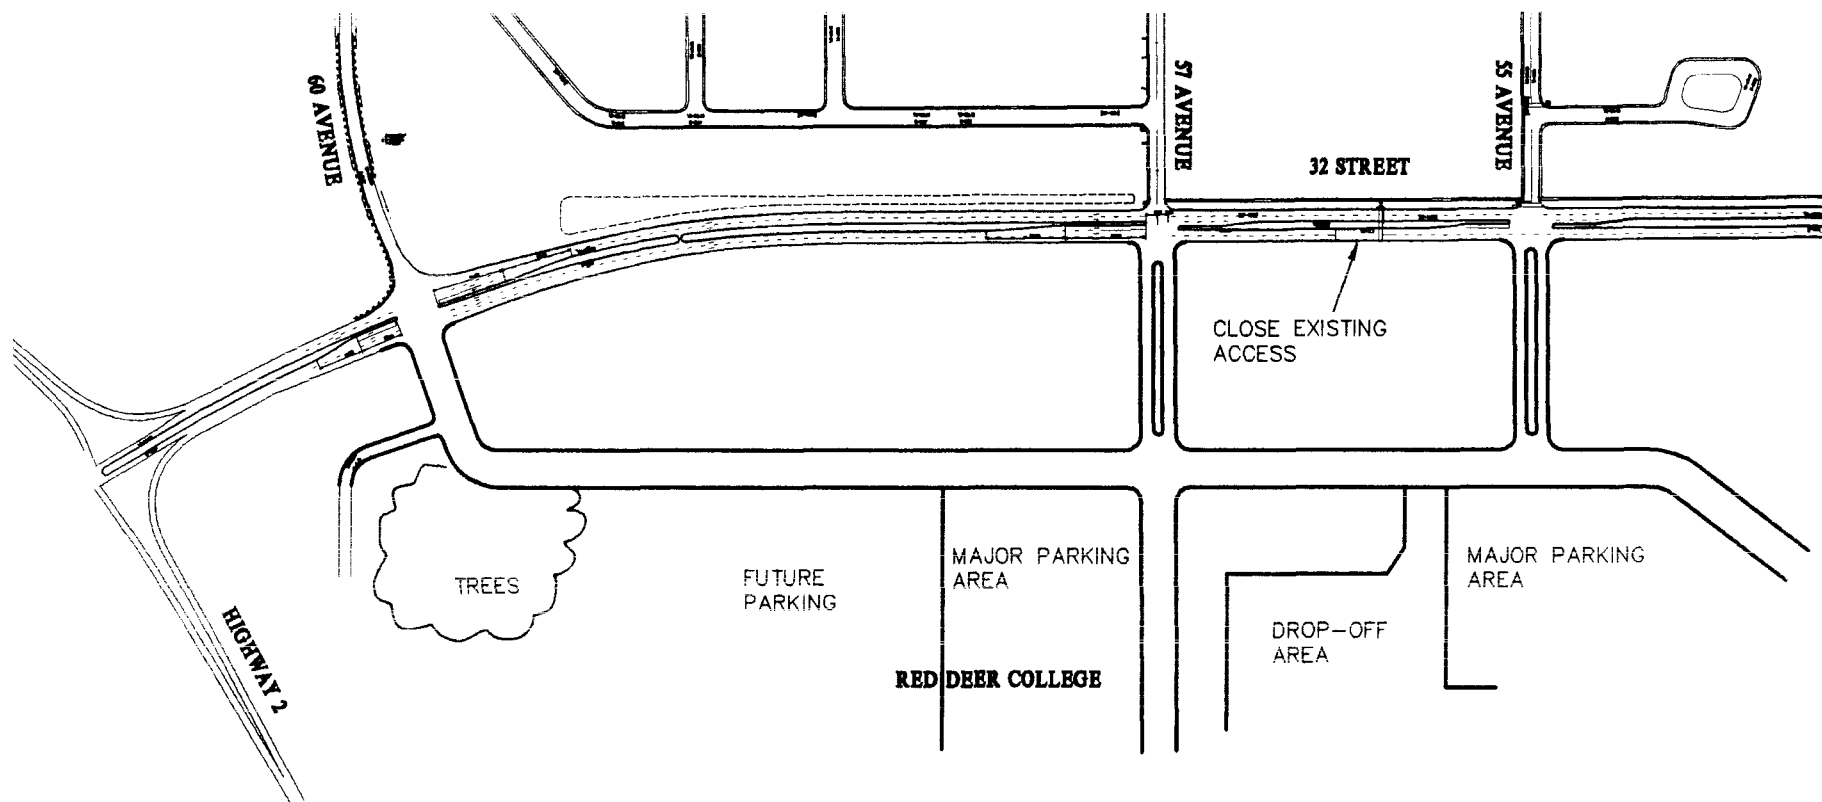 60 AVENUE
57 AVENUE
55 AVENUE
32 STREET
CLOSE EXISTING
ACCESS
TREES
FUTURE
PARKING
MAJOR PARKING
AREA
MAJOR PARKING
AREA
DROP-OFF
AREA
RED DEER COLLEGE
HIGHWAY 2